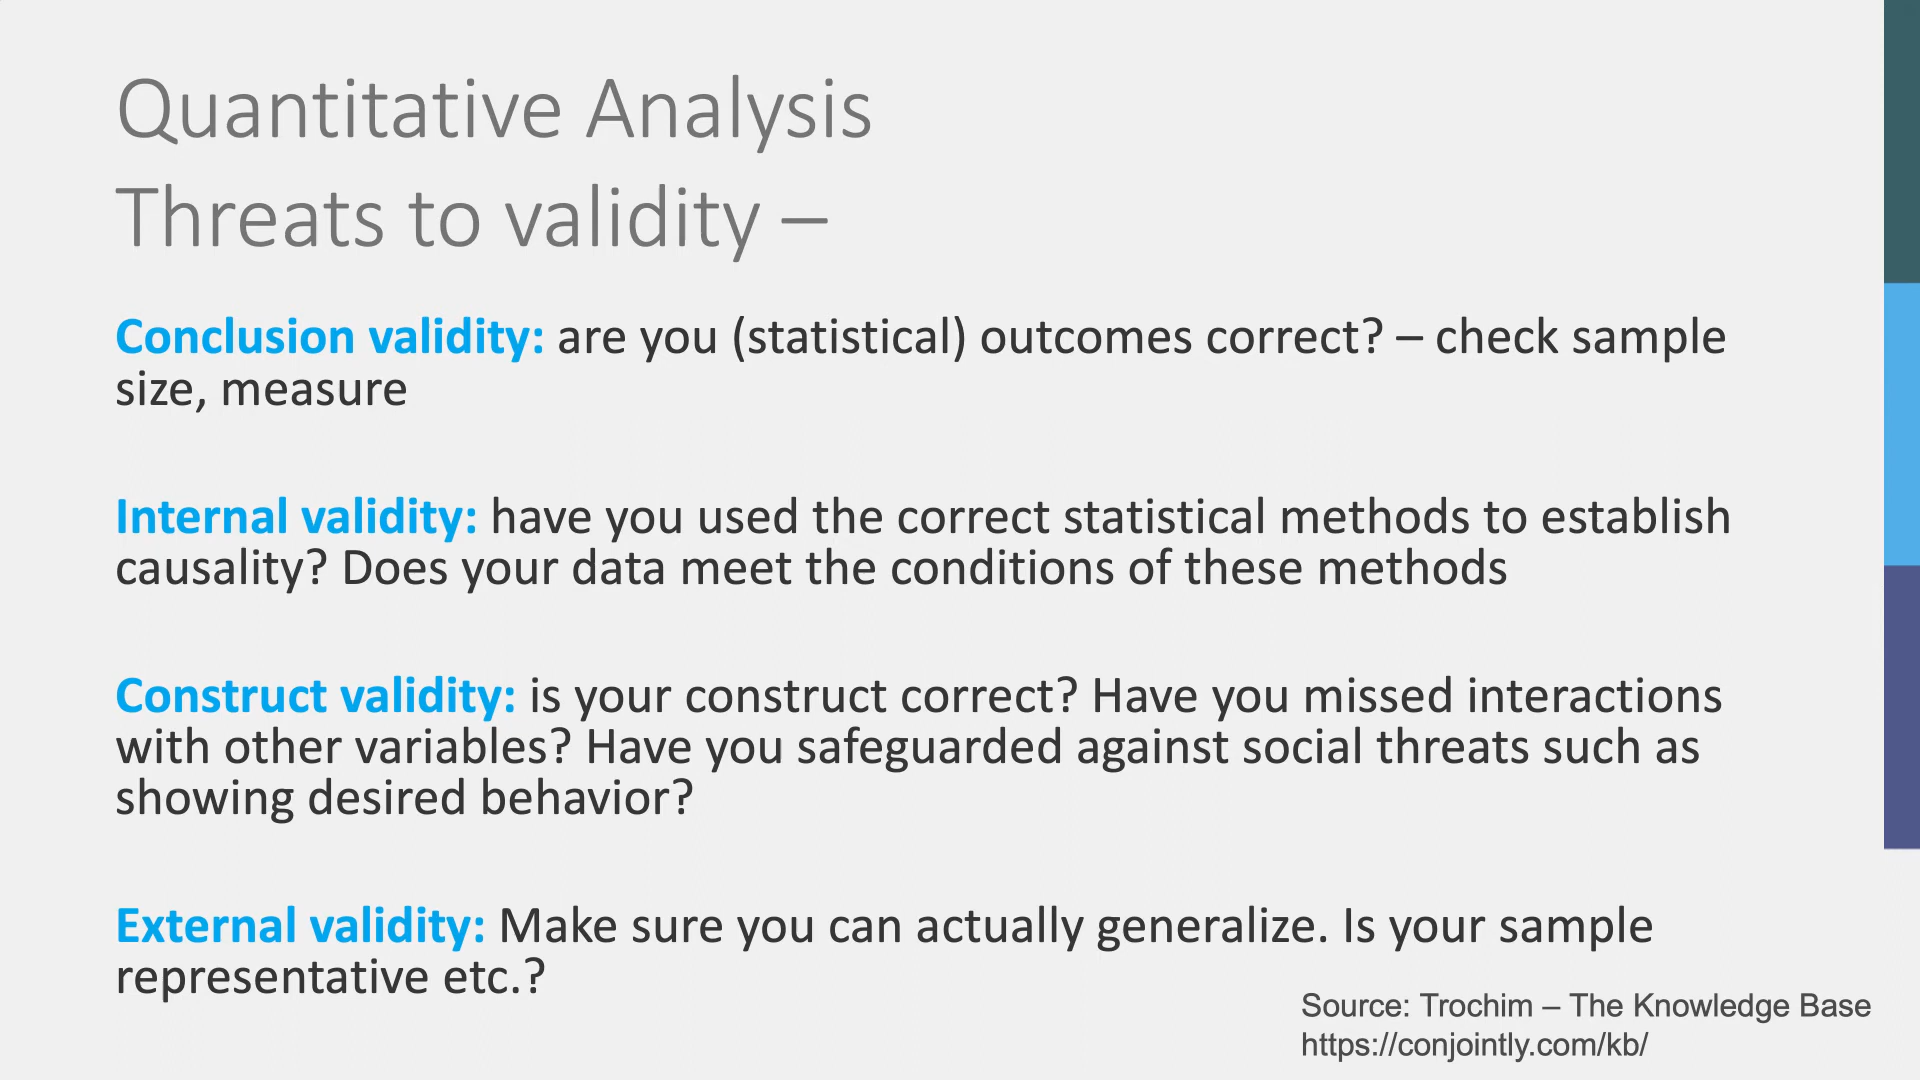 Quantitative Analysis
Threats to validity –
Conclusion validity: are you (statistical) outcomes correct? – check sample
size, measure
Internal validity: have you used the correct statistical methods to establish
causality? Does your data meet the conditions of these methods
Construct validity: is your construct correct? Have you missed interactions
with other variables? Have you safeguarded against social threats such as
showing desired behavior?
External validity: Make sure you can actually generalize. Is your sample
representative etc.?
Source: Trochim – The Knowledge Base
https://conjointly.com/kb/